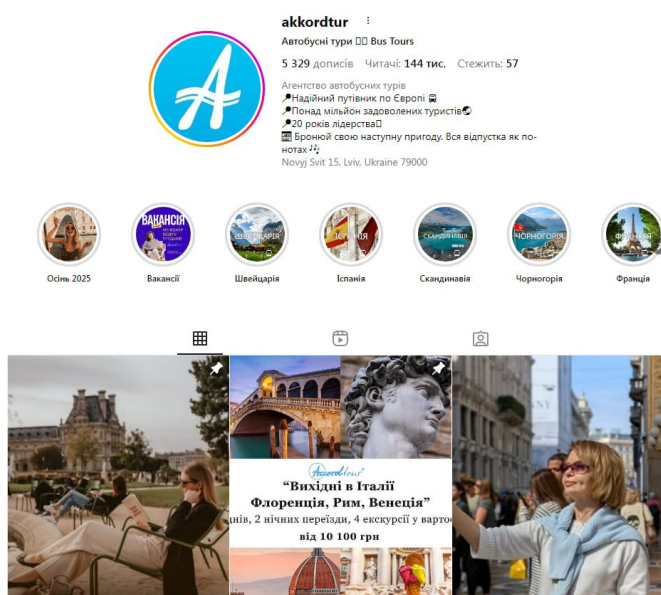 akkordtur
Автобусні тури Bus Tours
5 329 дописів Читачі: 144 тис. Стежить: 57
Агентство автобусних турів
Надійний путівник по Європі
Понад мільйон задоволених туристів
20 років лідерства
Бронюй свою наступну пригоду. Вся відпустка як по-
нотах
Novyj Svit 15, Lviv, Ukraine 79000
ВАКАНСІЯ
ШВЕЙЦАРІЯ
ІСПАНІЯ
СКАНДИНАВІЯ
ЧОРНОГОРІЯ
ФРАНЦІЯ
Осінь 2025
Вакансії
Швейцарія
Іспанія
Скандинавія
Чорногорія
Франція
Accord tour
“Вихідні в Італії
Флоренція, Рим, Венеція”
нів, 2 нічних переїзди, 4 екскурсії у варто
від 10 100 грн